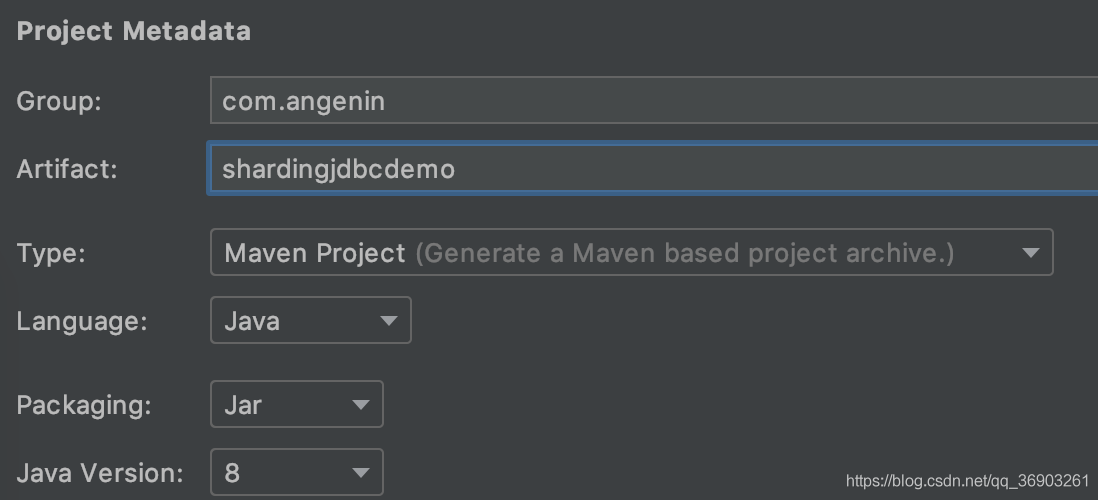 Project Metadata
Group: com.angenin
Artifact: shardingjdbcdemo
Type: Maven Project (Generate a Maven based project archive.)
Language: Java
Packaging: Jar
Java Version: 8
https://blog.csdn.net/qq_36903261